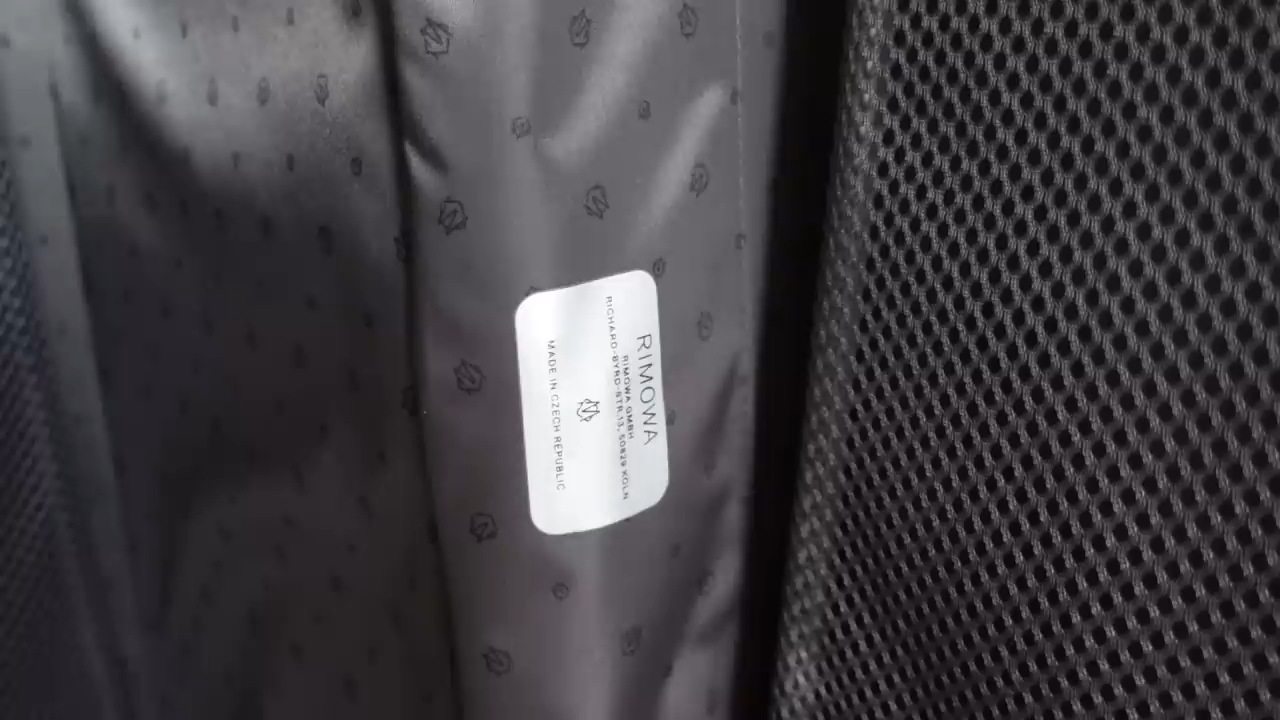 RIMOWA
RIMOWA GMBH
RICHARD-BYRD-STR.13, 50829 KÖLN
MADE IN CZECH REPUBLIC